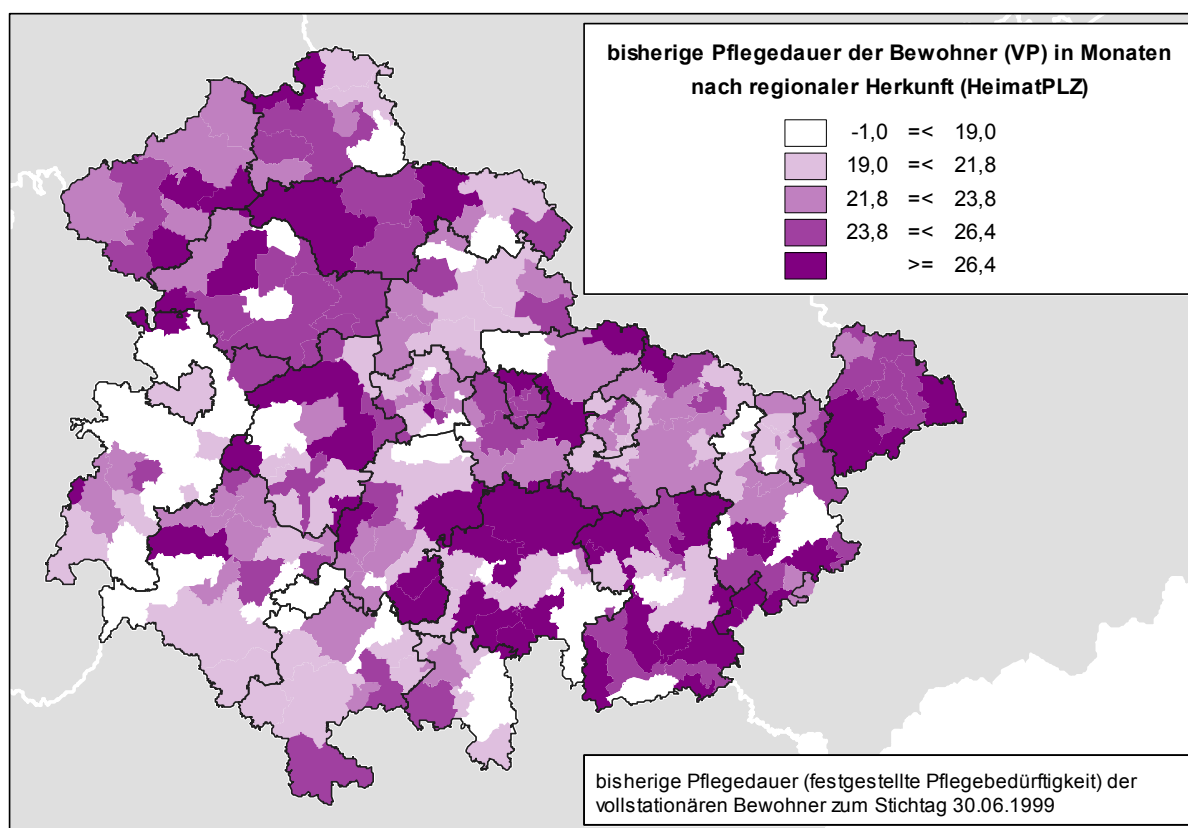 bisherige Pflegedauer der Bewohner (VP) in Monaten
nach regionaler Herkunft (HeimatPLZ)
-1,0 =< 19,0
19,0 =< 21,8
21,8 =< 23,8
23,8 =< 26,4
>= 26,4
bisherige Pflegedauer (festgestellte Pflegebedürftigkeit) der
vollstationären Bewohner zum Stichtag 30.06.1999